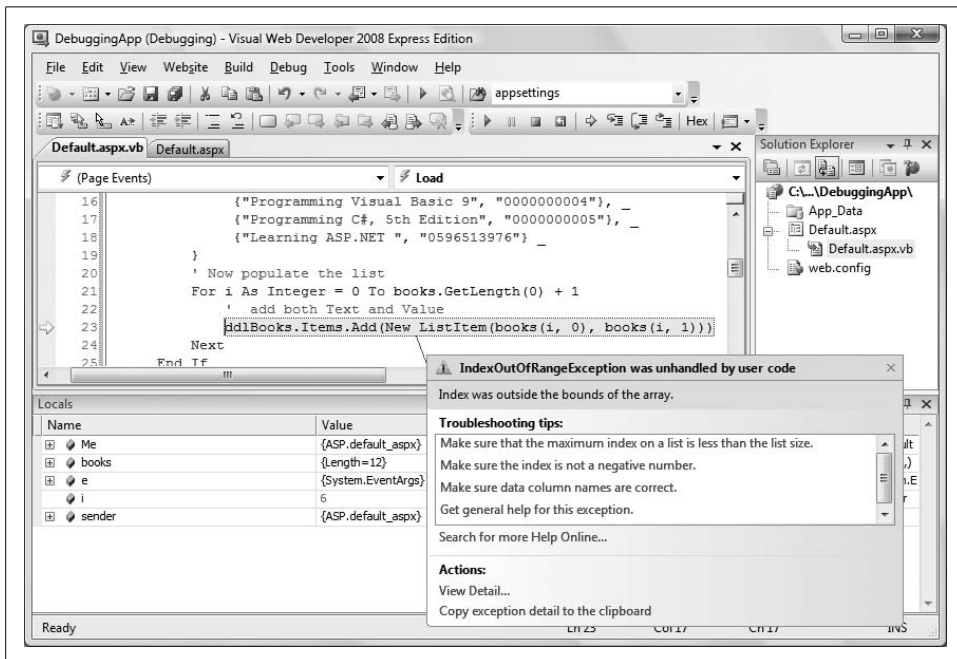 DebuggingApp (Debugging) - Visual Web Developer 2008 Express Edition
File Edit View Website Build Debug Tools Window Help
appsettings
Hex
Default.aspx.vb Default.aspx
(Page Events) Load
16 {"Programming Visual Basic 9", "0000000004"}, _
17 {"Programming C#, 5th Edition", "0000000005"}, _
18 {"Learning ASP.NET ", "0596513976"} _
19 }
20 ' Now populate the list
21 For i As Integer = 0 To books.GetLength(0) + 1
22 ' add both Text and Value
23 ddlBooks.Items.Add(New ListItem(books(i, 0), books(i, 1)))
24 Next
25 End If
Solution Explorer
C:\...\DebuggingApp\
App_Data
Default.aspx
Default.aspx.vb
web.config
IndexOutOfRangeException was unhandled by user code
Index was outside the bounds of the array.
Troubleshooting tips:
Make sure that the maximum index on a list is less than the list size.
Make sure the index is not a negative number.
Make sure data column names are correct.
Get general help for this exception.
Search for more Help Online...
Actions:
View Detail...
Copy exception detail to the clipboard
Locals
Name Value
Me {ASP.default_aspx}
books {Length=12}
e {System.EventArgs}
i 6
sender {ASP.default_aspx}
Ready Ln 23 Col 17 Ch 17 INS